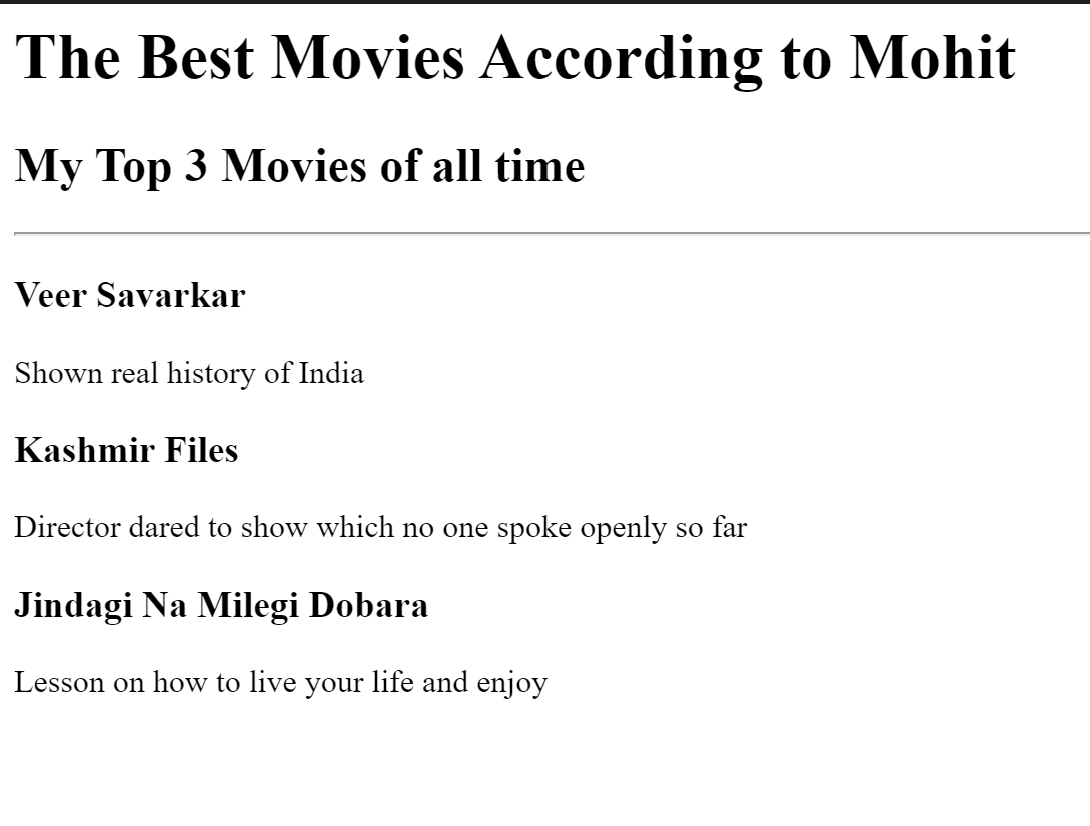 The Best Movies According to Mohit
My Top 3 Movies of all time
Veer Savarkar
Shown real history of India
Kashmir Files
Director dared to show which no one spoke openly so far
Jindagi Na Milegi Dobara
Lesson on how to live your life and enjoy